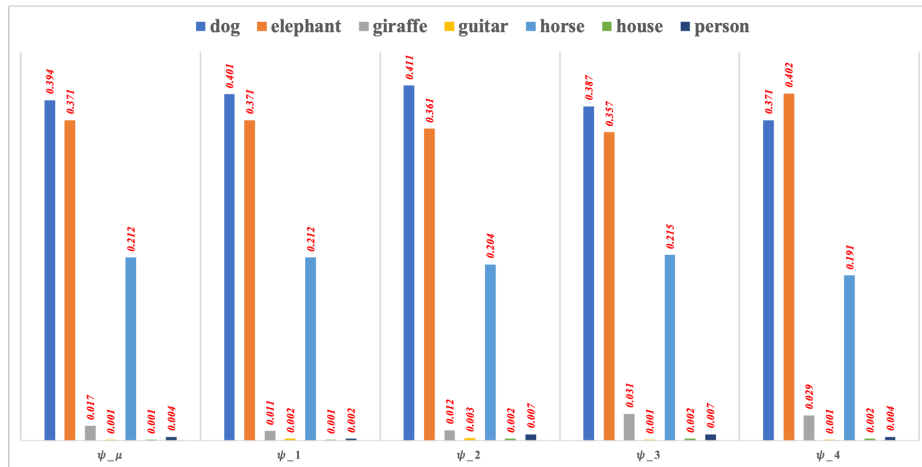 dog elephant giraffe guitar horse house person
0.394 0.371 0.017 0.001 0.212 0.001 0.004
0.401 0.371 0.011 0.002 0.212 0.001 0.002
0.411 0.361 0.012 0.003 0.204 0.002 0.007
0.387 0.357 0.031 0.001 0.215 0.002 0.007
0.371 0.402 0.029 0.001 0.191 0.002 0.004
ψ_μ ψ_1 ψ_2 ψ_3 ψ_4